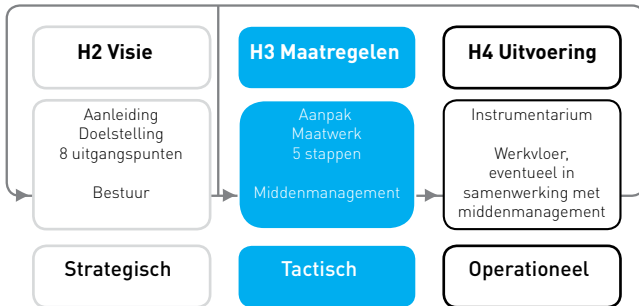 H2 Visie
H3 Maatregelen
H4 Uitvoering
Aanleiding
Doelstelling
8 uitgangspunten
Bestuur
Aanpak
Maatwerk
5 stappen
Middenmanagement
Instrumentarium
Werkvloer,
eventueel in
samenwerking met
middenmanagement
Strategisch
Tactisch
Operationeel